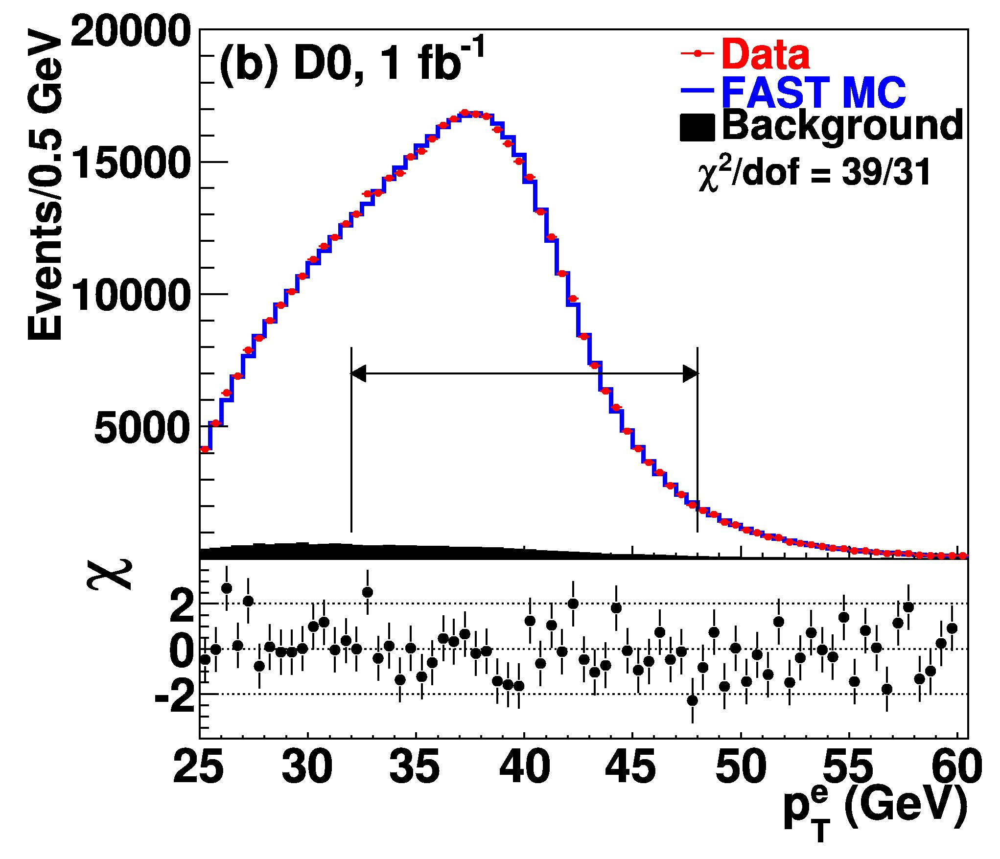 Events/0.5 GeV
20000
15000
10000
5000
(b) D0, 1 fb⁻¹
Data
FAST MC
Background
χ²/dof = 39/31
χ
2
0
-2
25 30 35 40 45 50 55 60
p_T^e (GeV)